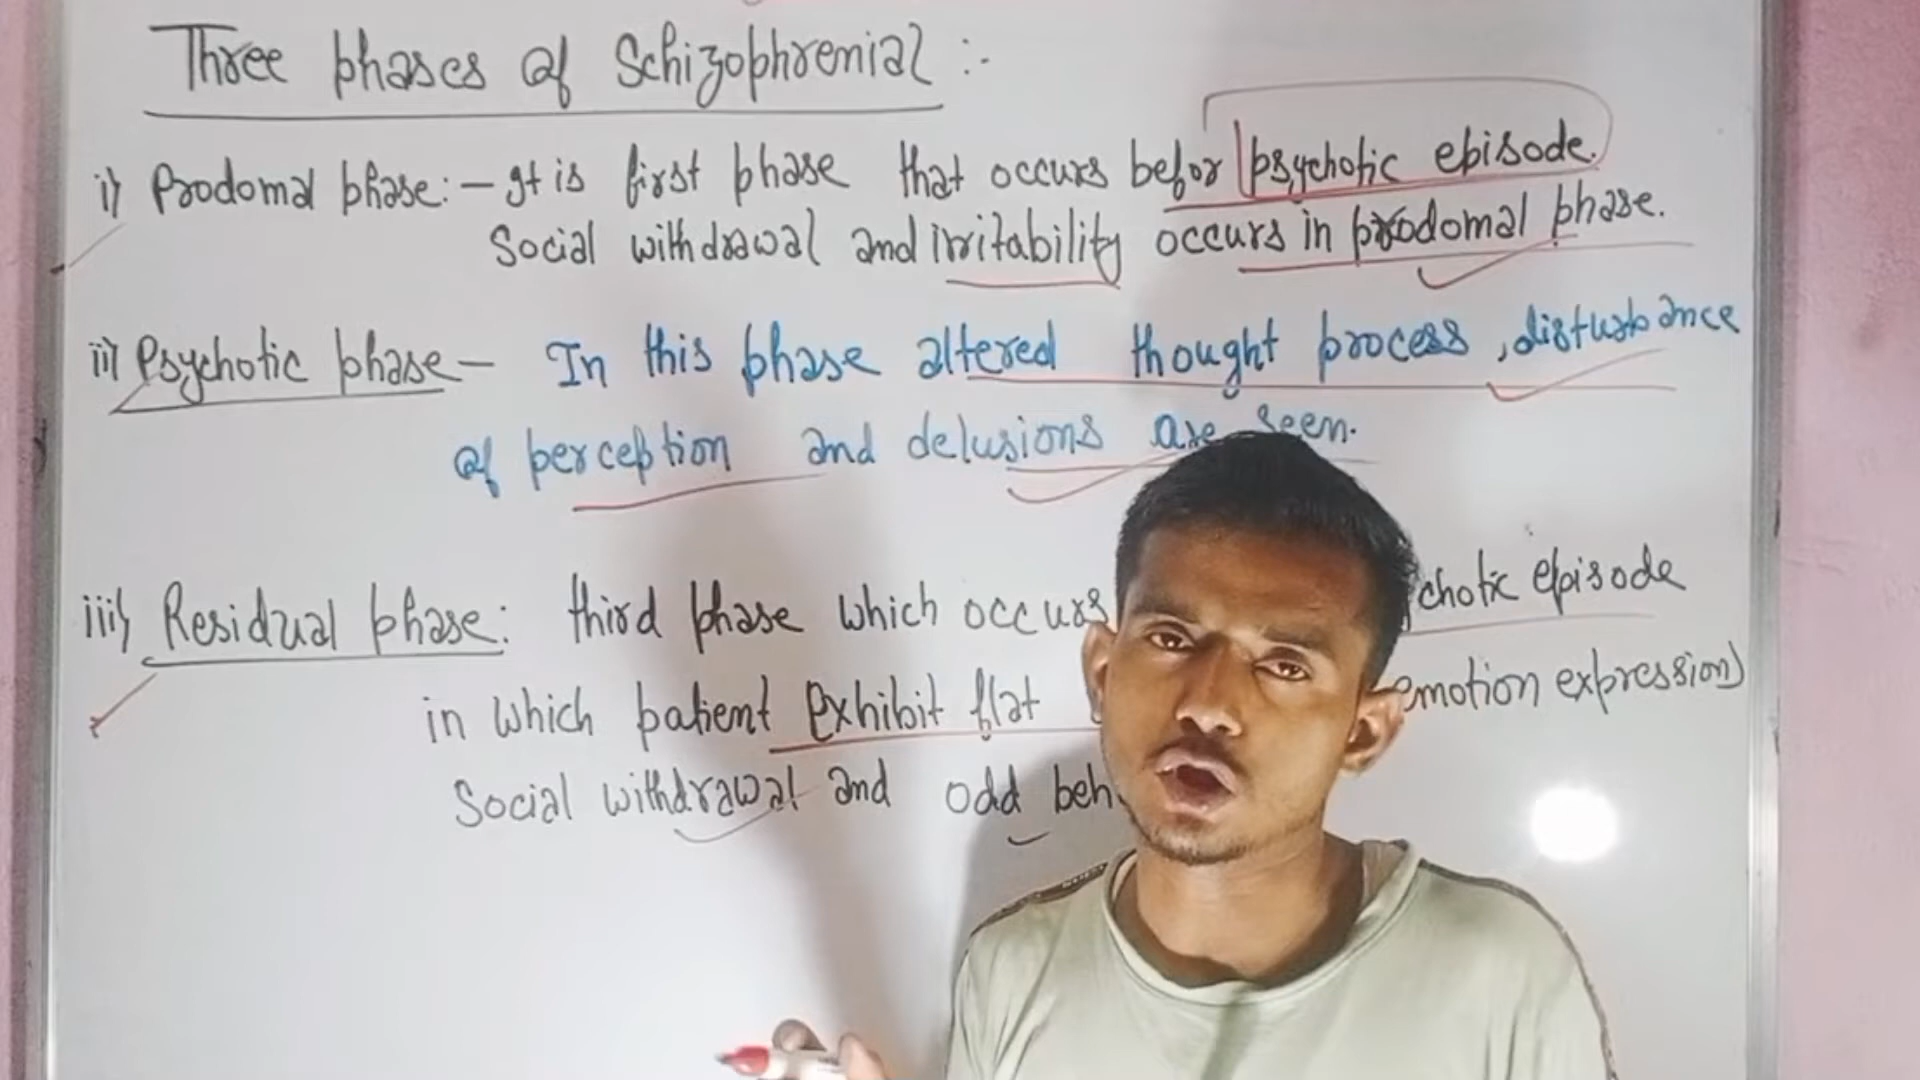 Three phases of Schizophrenial :-
i) Prodomal phase:- It is first phase that occurs befor psychotic episode.
Social withdrawal and irritability occurs in prodomal phase.
ii) Psychotic phase - In this phase altered thought process, disturbance
of perception and delusions are seen.
iii) Residual phase: third phase which occurs chotic episode
in which patient exhibit flat emotion expression)
Social withdrawal and odd beh